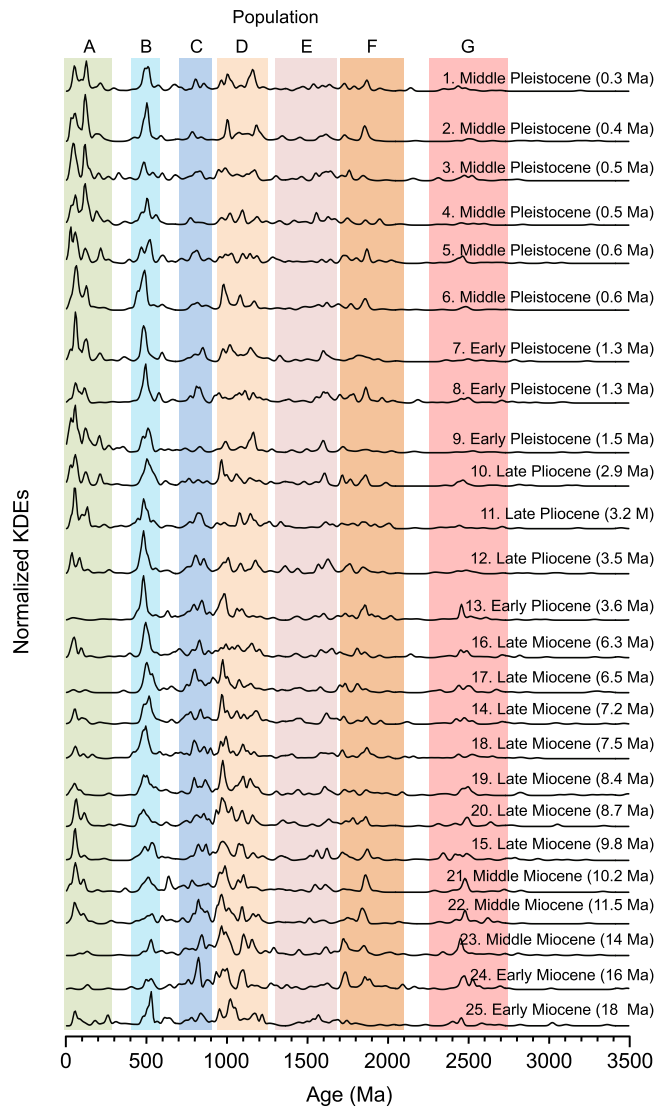 Population
A B C D E F G
1. Middle Pleistocene (0.3 Ma)
2. Middle Pleistocene (0.4 Ma)
3. Middle Pleistocene (0.5 Ma)
4. Middle Pleistocene (0.5 Ma)
5. Middle Pleistocene (0.6 Ma)
6. Middle Pleistocene (0.6 Ma)
7. Early Pleistocene (1.3 Ma)
8. Early Pleistocene (1.3 Ma)
9. Early Pleistocene (1.5 Ma)
10. Late Pliocene (2.9 Ma)
11. Late Pliocene (3.2 M)
12. Late Pliocene (3.5 Ma)
13. Early Pliocene (3.6 Ma)
16. Late Miocene (6.3 Ma)
17. Late Miocene (6.5 Ma)
14. Late Miocene (7.2 Ma)
18. Late Miocene (7.5 Ma)
19. Late Miocene (8.4 Ma)
20. Late Miocene (8.7 Ma)
15. Late Miocene (9.8 Ma)
21. Middle Miocene (10.2 Ma)
22. Middle Miocene (11.5 Ma)
23. Middle Miocene (14 Ma)
24. Early Miocene (16 Ma)
25. Early Miocene (18 Ma)
Normalized KDEs
0 500 1000 1500 2000 2500 3000 3500
Age (Ma)